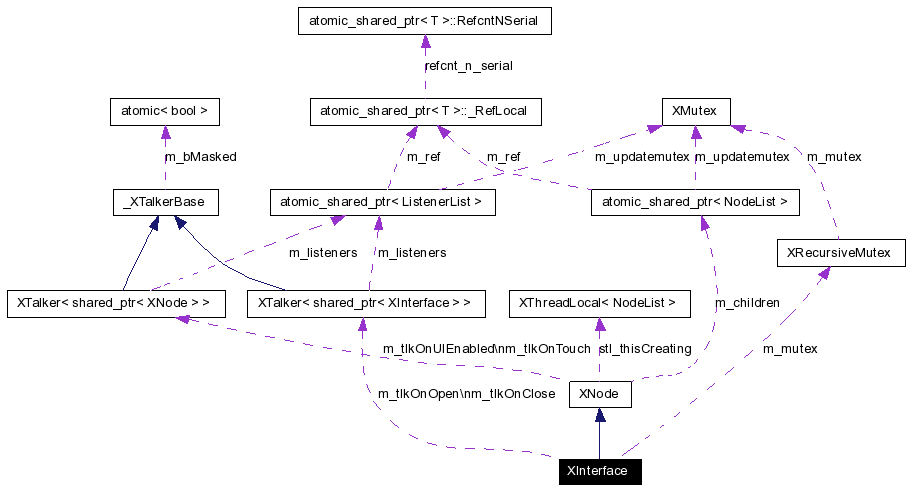 atomic_shared_ptr< T >::RefcntNSerial
refcnt_n_serial
atomic< bool >
atomic_shared_ptr< T >::_RefLocal
XMutex
m_bMasked
m_ref
m_ref
m_updatemutex
m_updatemutex
m_mutex
_XTalkerBase
atomic_shared_ptr< ListenerList >
atomic_shared_ptr< NodeList >
m_listeners
m_listeners
XRecursiveMutex
XTalker< shared_ptr< XNode > >
XTalker< shared_ptr< XInterface > >
XThreadLocal< NodeList >
m_children
m_tlkOnUIEnabled\nm_tlkOnTouch
stl_thisCreating
m_mutex
m_tlkOnOpen\nm_tlkOnClose
XNode
XInterface